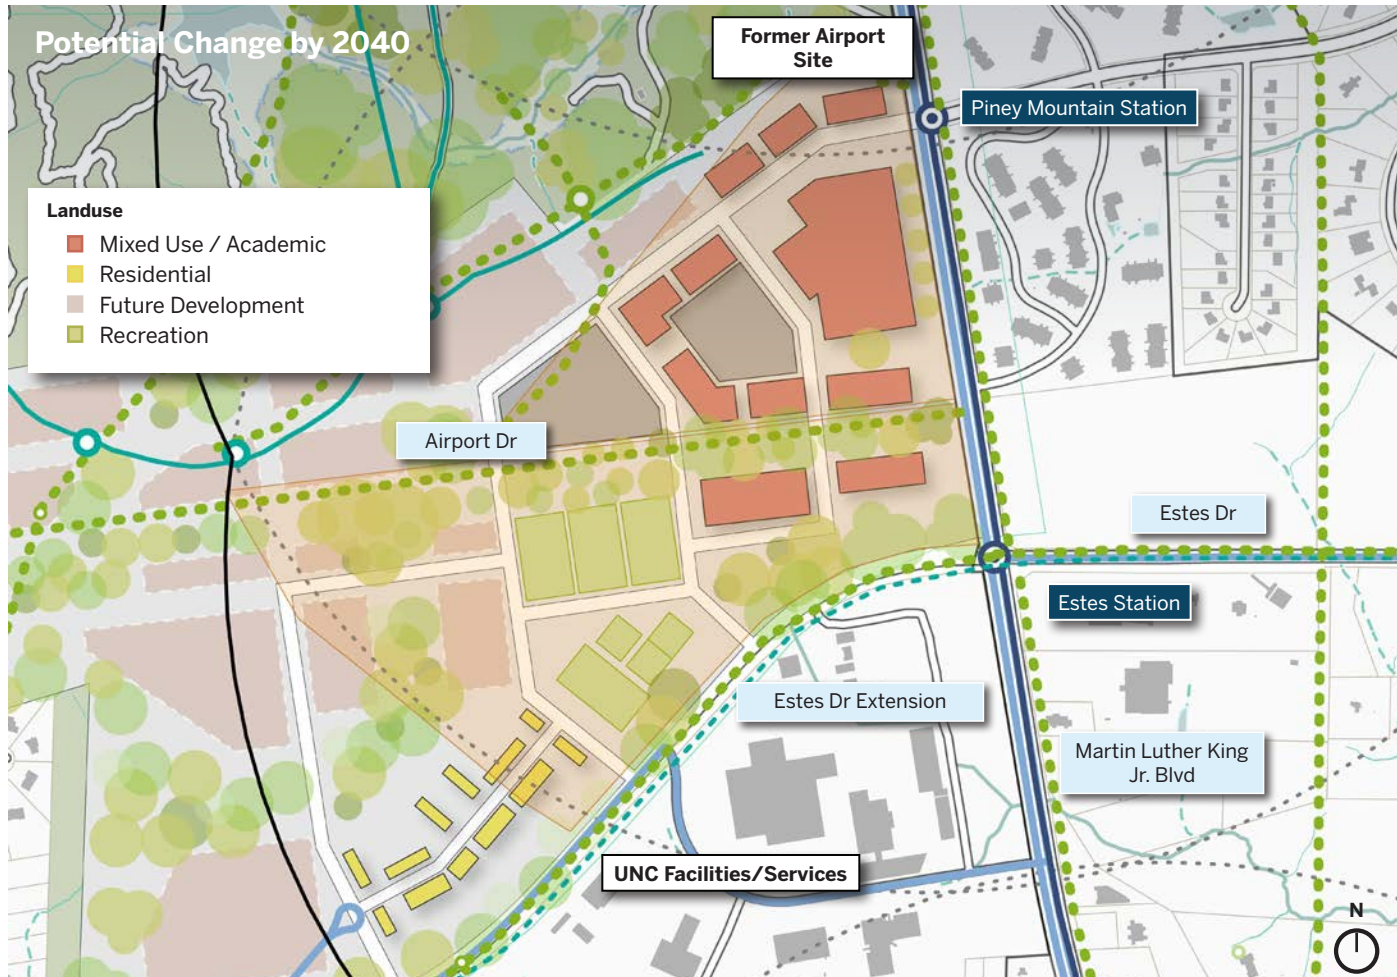 Potential Change by 2040
Former Airport
Site
Piney Mountain Station
Landuse
Mixed Use / Academic
Residential
Future Development
Recreation
Airport Dr
Estes Dr
Estes Station
Estes Dr Extension
Martin Luther King
Jr. Blvd
UNC Facilities/Services
N